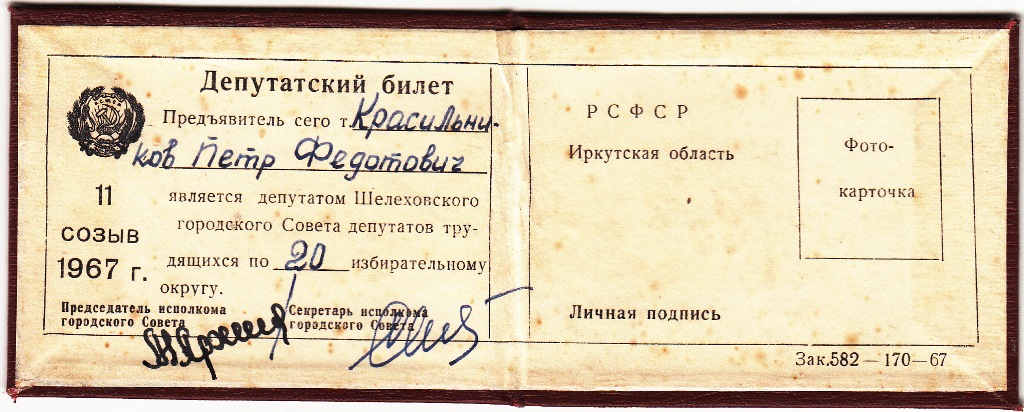 Депутатский билет
РСФСР
Предъявитель сего т. Красильни-
ков Петр Федотович
11
созыв
1967 г.
является депутатом Шелеховского
городского Совета депутатов тру-
дящихся по 20 избирательному
округу.
Председатель исполкома
городского Совета
Секретарь исполкома
городского Совета
РСФСР
Иркутская область
Фото-
карточка
Личная подпись
Зак.582—170—67